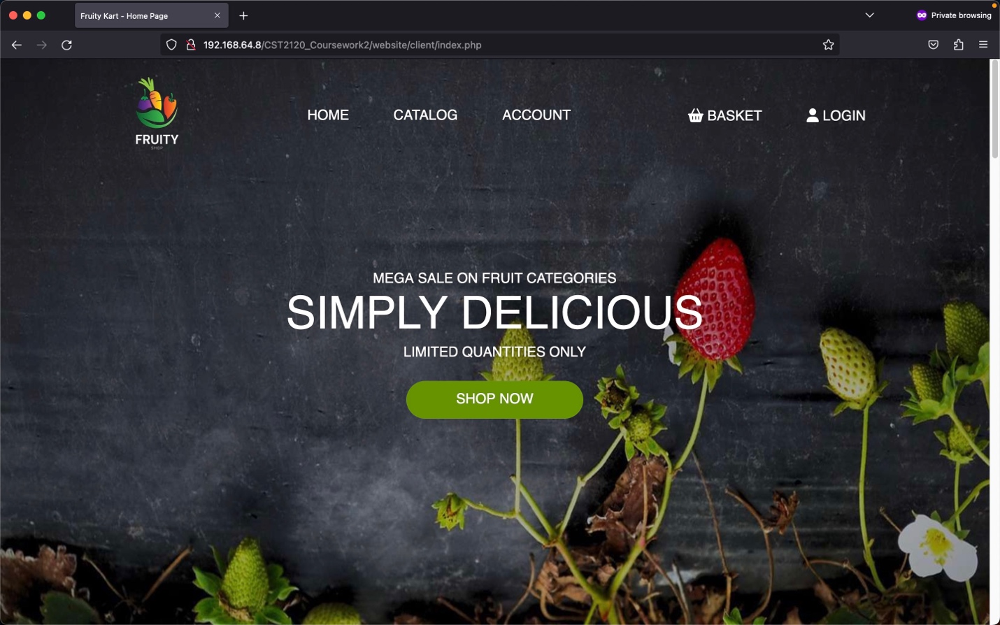 Fruity Kart - Home Page
Private browsing
192.168.64.8/CST2120_Coursework2/website/client/index.php
FRUITY
SHOP
HOME
CATALOG
ACCOUNT
BASKET
LOGIN
MEGA SALE ON FRUIT CATEGORIES
SIMPLY DELICIOUS
LIMITED QUANTITIES ONLY
SHOP NOW